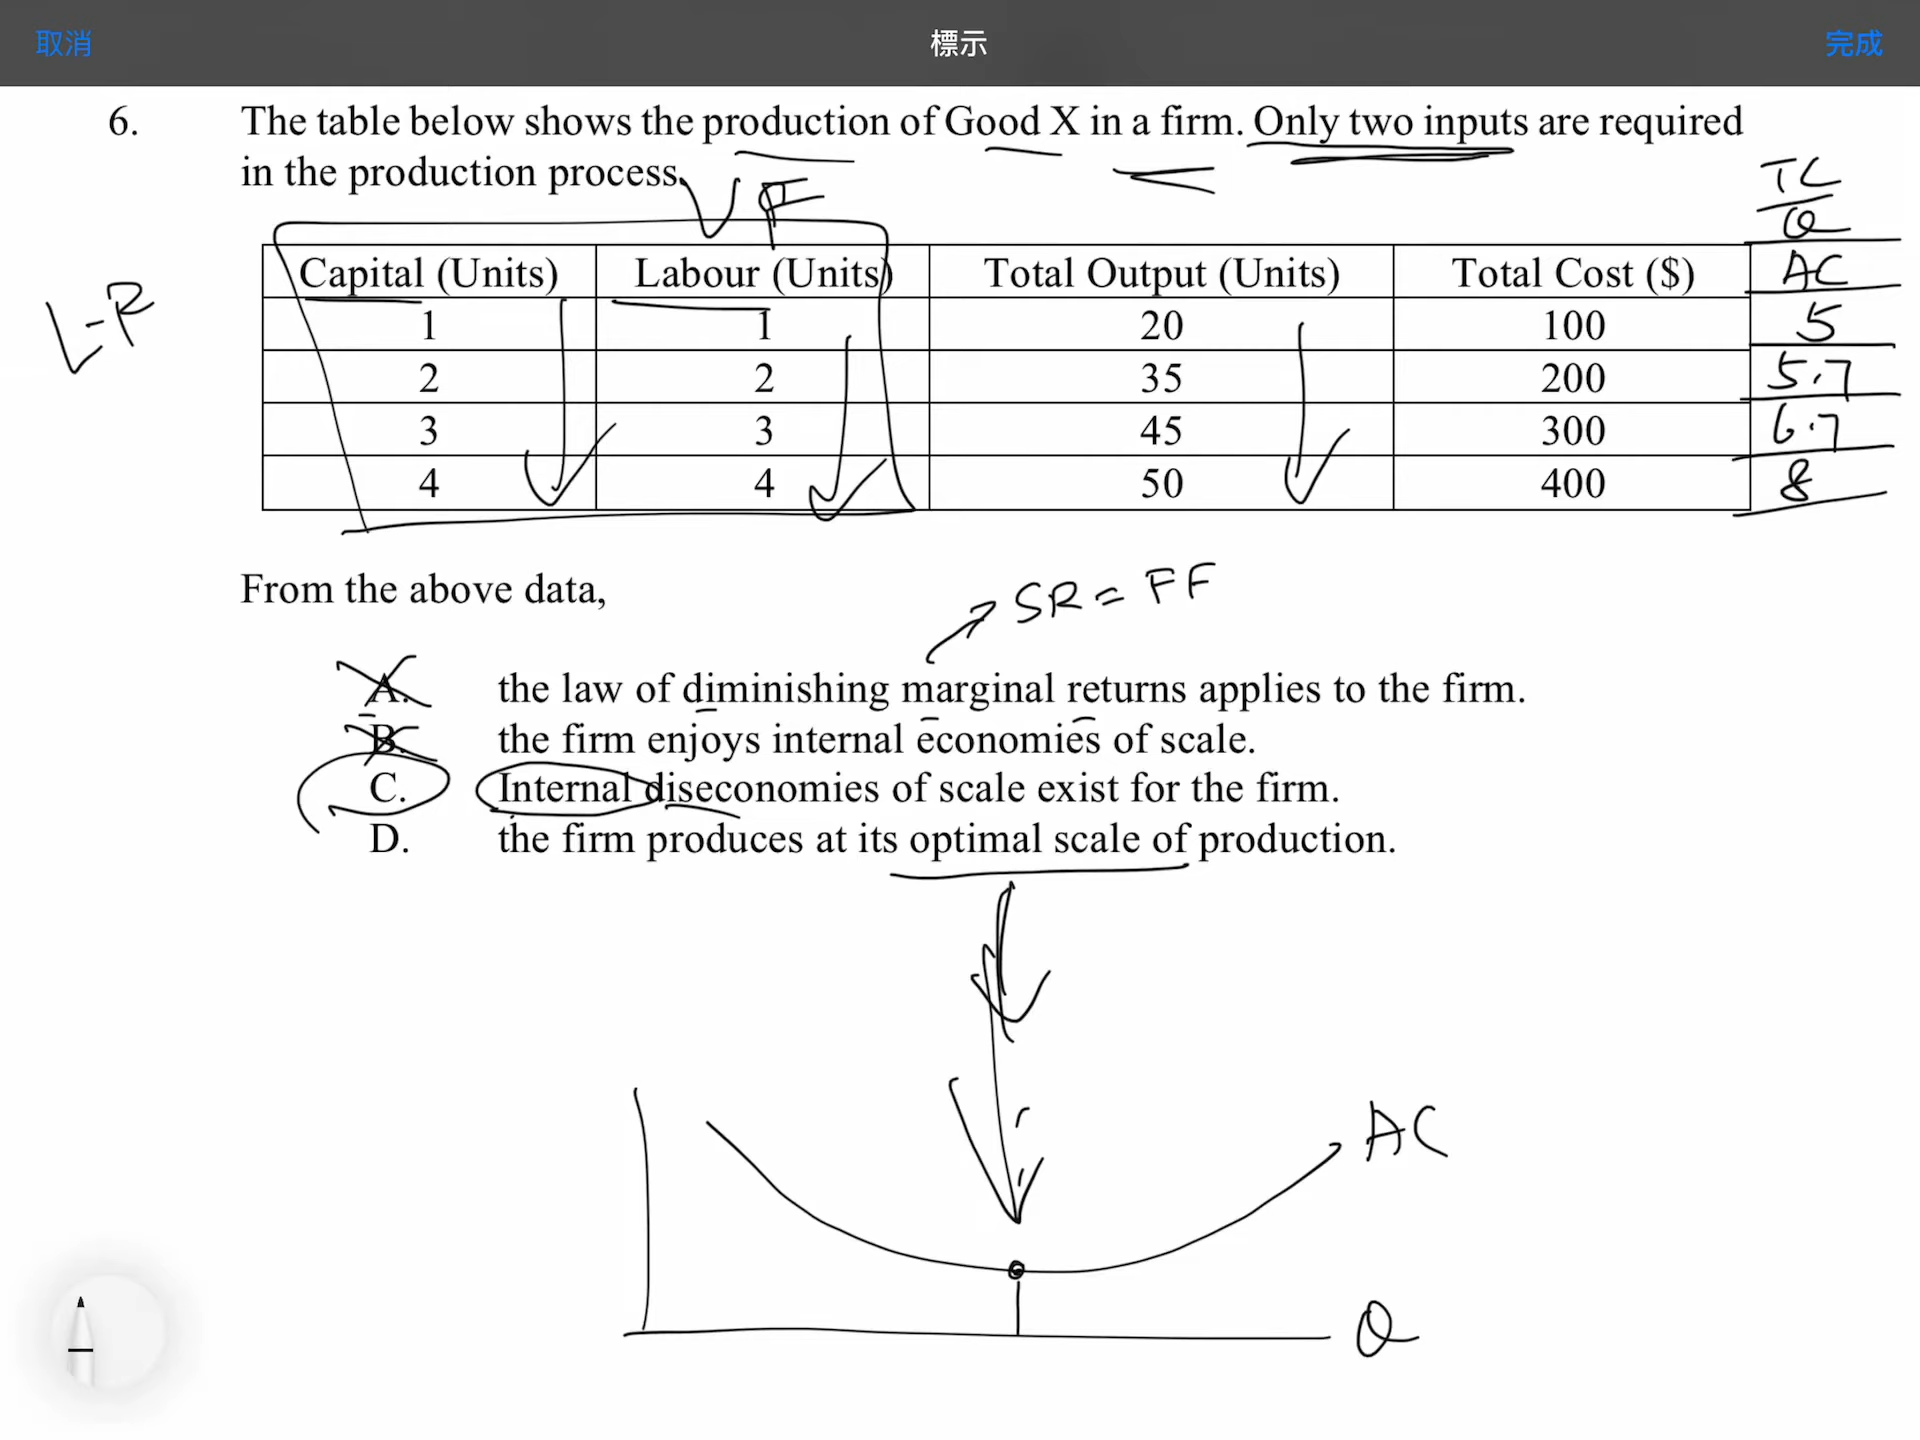 取消 標示 完成
6. The table below shows the production of Good X in a firm. Only two inputs are required
in the production process.
VF
TC
Q
Capital (Units) Labour (Units) Total Output (Units) Total Cost ($) AC
L-R
1 1 20 100 5
2 2 35 200 5.7
3 3 45 300 6.7
4 4 50 400 8
From the above data,
SR = FF
A. the law of diminishing marginal returns applies to the firm.
B. the firm enjoys internal economies of scale.
C. Internal diseconomies of scale exist for the firm.
D. the firm produces at its optimal scale of production.
AC
Q